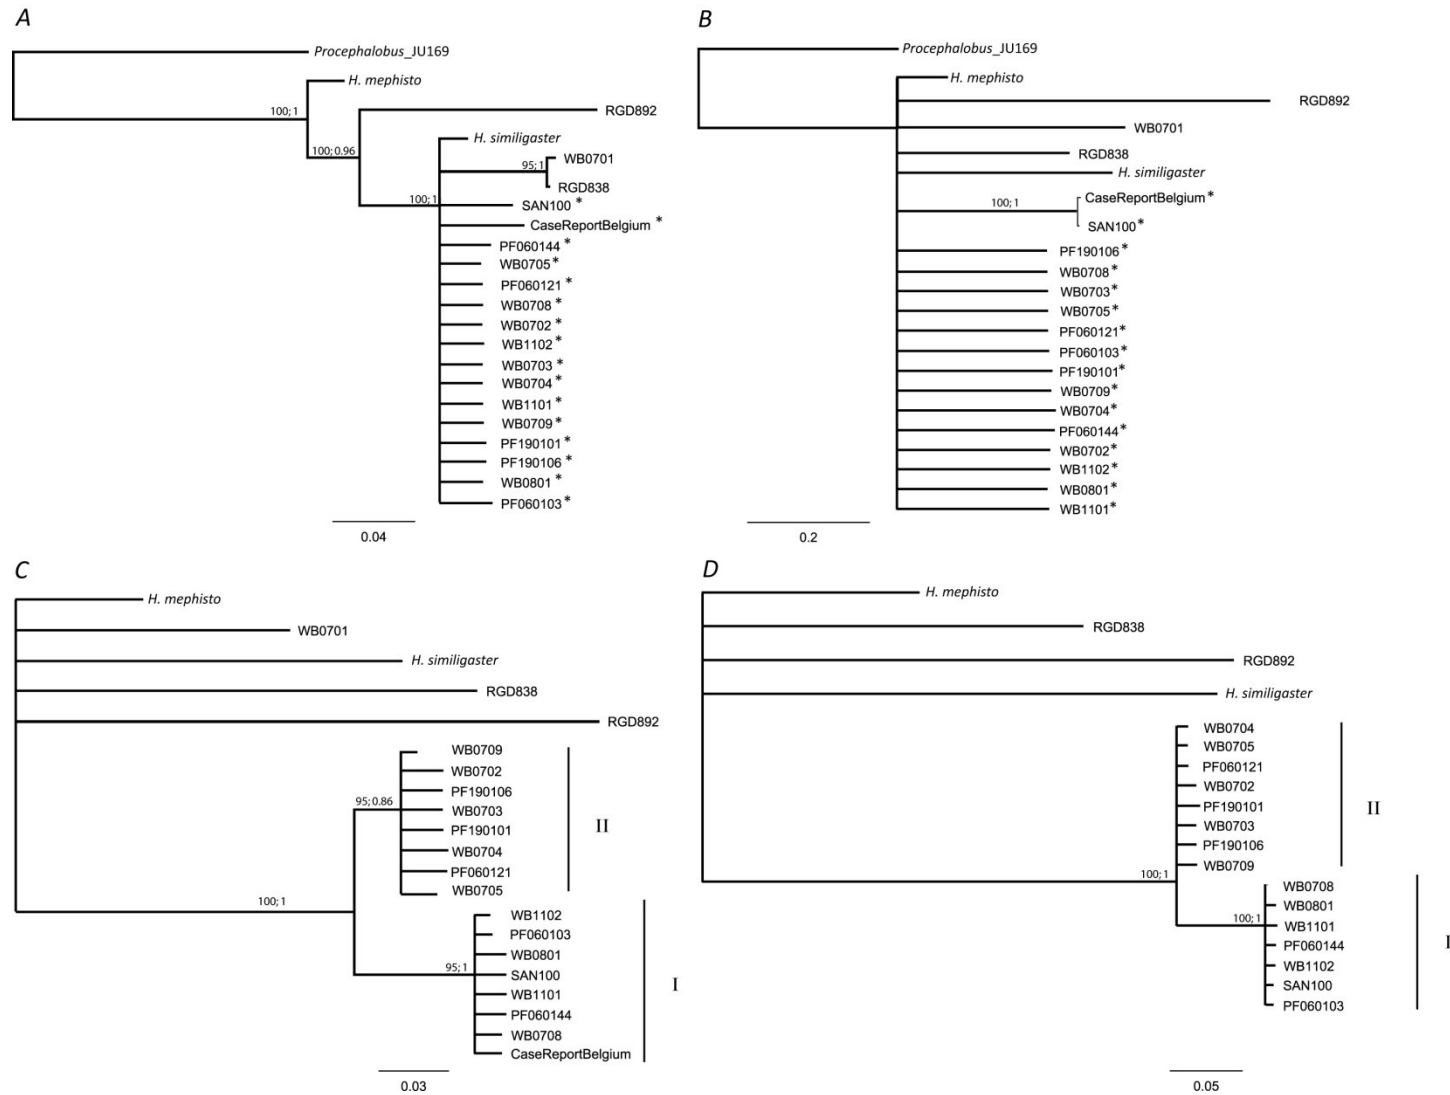 A
Procephalobus_JU169
H. mephisto
100; 1
RGD892
100; 0.96
H. similigaster
95; 1
WB0701
RGD838
100; 1
SAN100 *
CaseReportBelgium *
PF060144 *
WB0705 *
PF060121 *
WB0708 *
WB0702 *
WB1102 *
WB0703 *
WB0704 *
WB1101 *
WB0709 *
PF190101 *
PF190106 *
WB0801 *
PF060103 *
0.04
B
Procephalobus_JU169
H. mephisto
RGD892
WB0701
RGD838
H. similigaster
100; 1
CaseReportBelgium *
SAN100 *
PF190106 *
WB0708 *
WB0703 *
WB0705 *
PF060121 *
PF060103 *
PF190101 *
WB0709 *
WB0704 *
PF060144 *
WB0702 *
WB1102 *
WB0801 *
WB1101 *
0.2
C
H. mephisto
WB0701
H. similigaster
RGD838
RGD892
WB0709
WB0702
PF190106
95; 0.86
WB0703
PF190101
WB0704
PF060121
WB0705
II
100; 1
WB1102
PF060103
WB0801
95; 1
SAN100
WB1101
PF060144
WB0708
CaseReportBelgium
I
0.03
D
H. mephisto
RGD838
RGD892
H. similigaster
WB0704
WB0705
PF060121
WB0702
PF190101
WB0703
PF190106
WB0709
II
100; 1
WB0708
WB0801
100; 1
WB1101
PF060144
WB1102
SAN100
PF060103
I
0.05